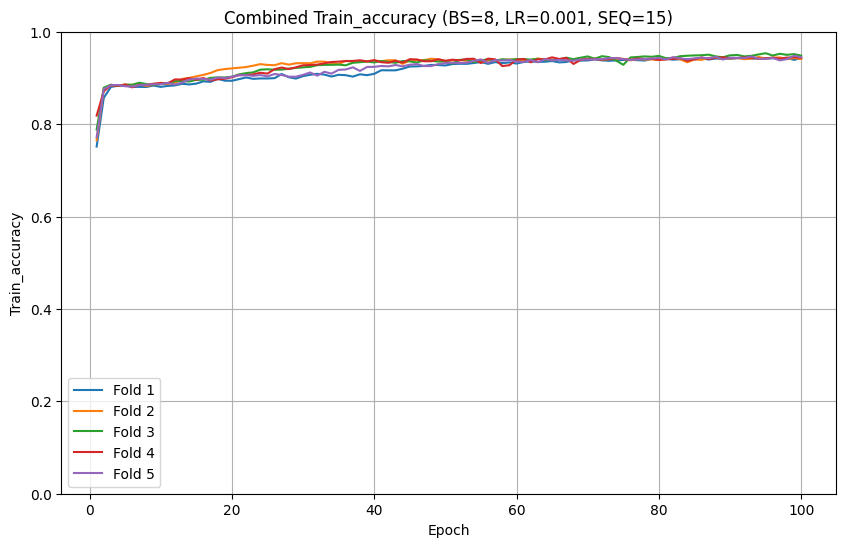 Combined Train_accuracy (BS=8, LR=0.001, SEQ=15)
Train_accuracy
1.0
0.8
0.6
0.4
0.2
0.0
Fold 1
Fold 2
Fold 3
Fold 4
Fold 5
0 20 40 60 80 100
Epoch